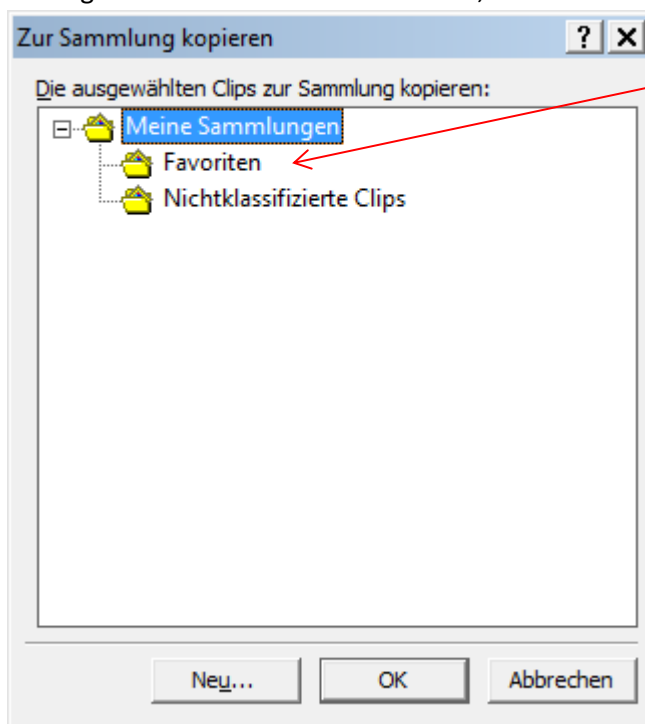 Zur Sammlung kopieren
Die ausgewählten Clips zur Sammlung kopieren:
Meine Sammlungen
Favoriten
Nichtklassifizierte Clips
Neu... OK Abbrechen